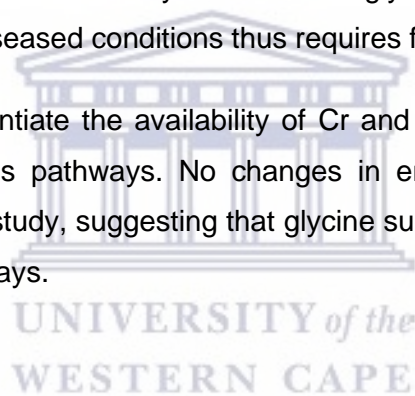 seased conditions thus requires f
ntiate the availability of Cr and
s pathways. No changes in en
study, suggesting that glycine su
ays.
UNIVERSITY of the
WESTERN CAPE